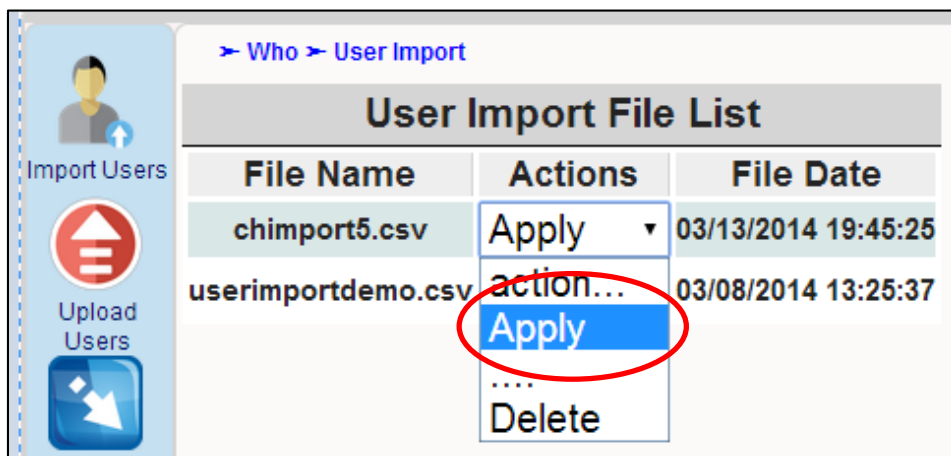 ➤ Who ➤ User Import
User Import File List
Import Users
File Name Actions File Date
chimport5.csv Apply 03/13/2014 19:45:25
userimportdemo.csv action... 03/08/2014 13:25:37
Apply
....
Delete
Upload
Users